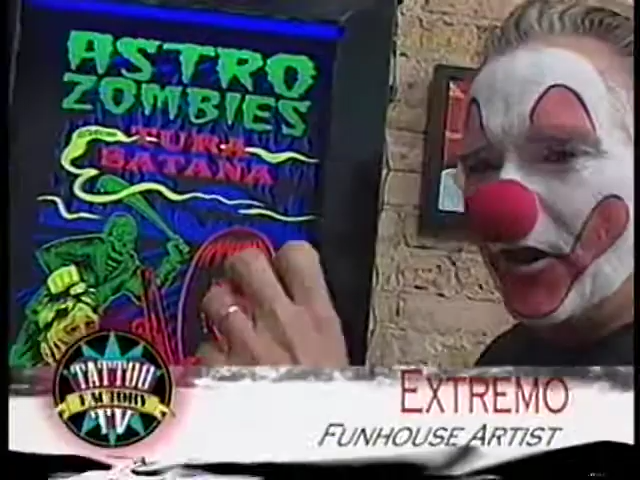 ASTRO
ZOMBIES
TURA
SATANA
TATTOO
FACTORY
TV
EXTREMO
FUNHOUSE ARTIST